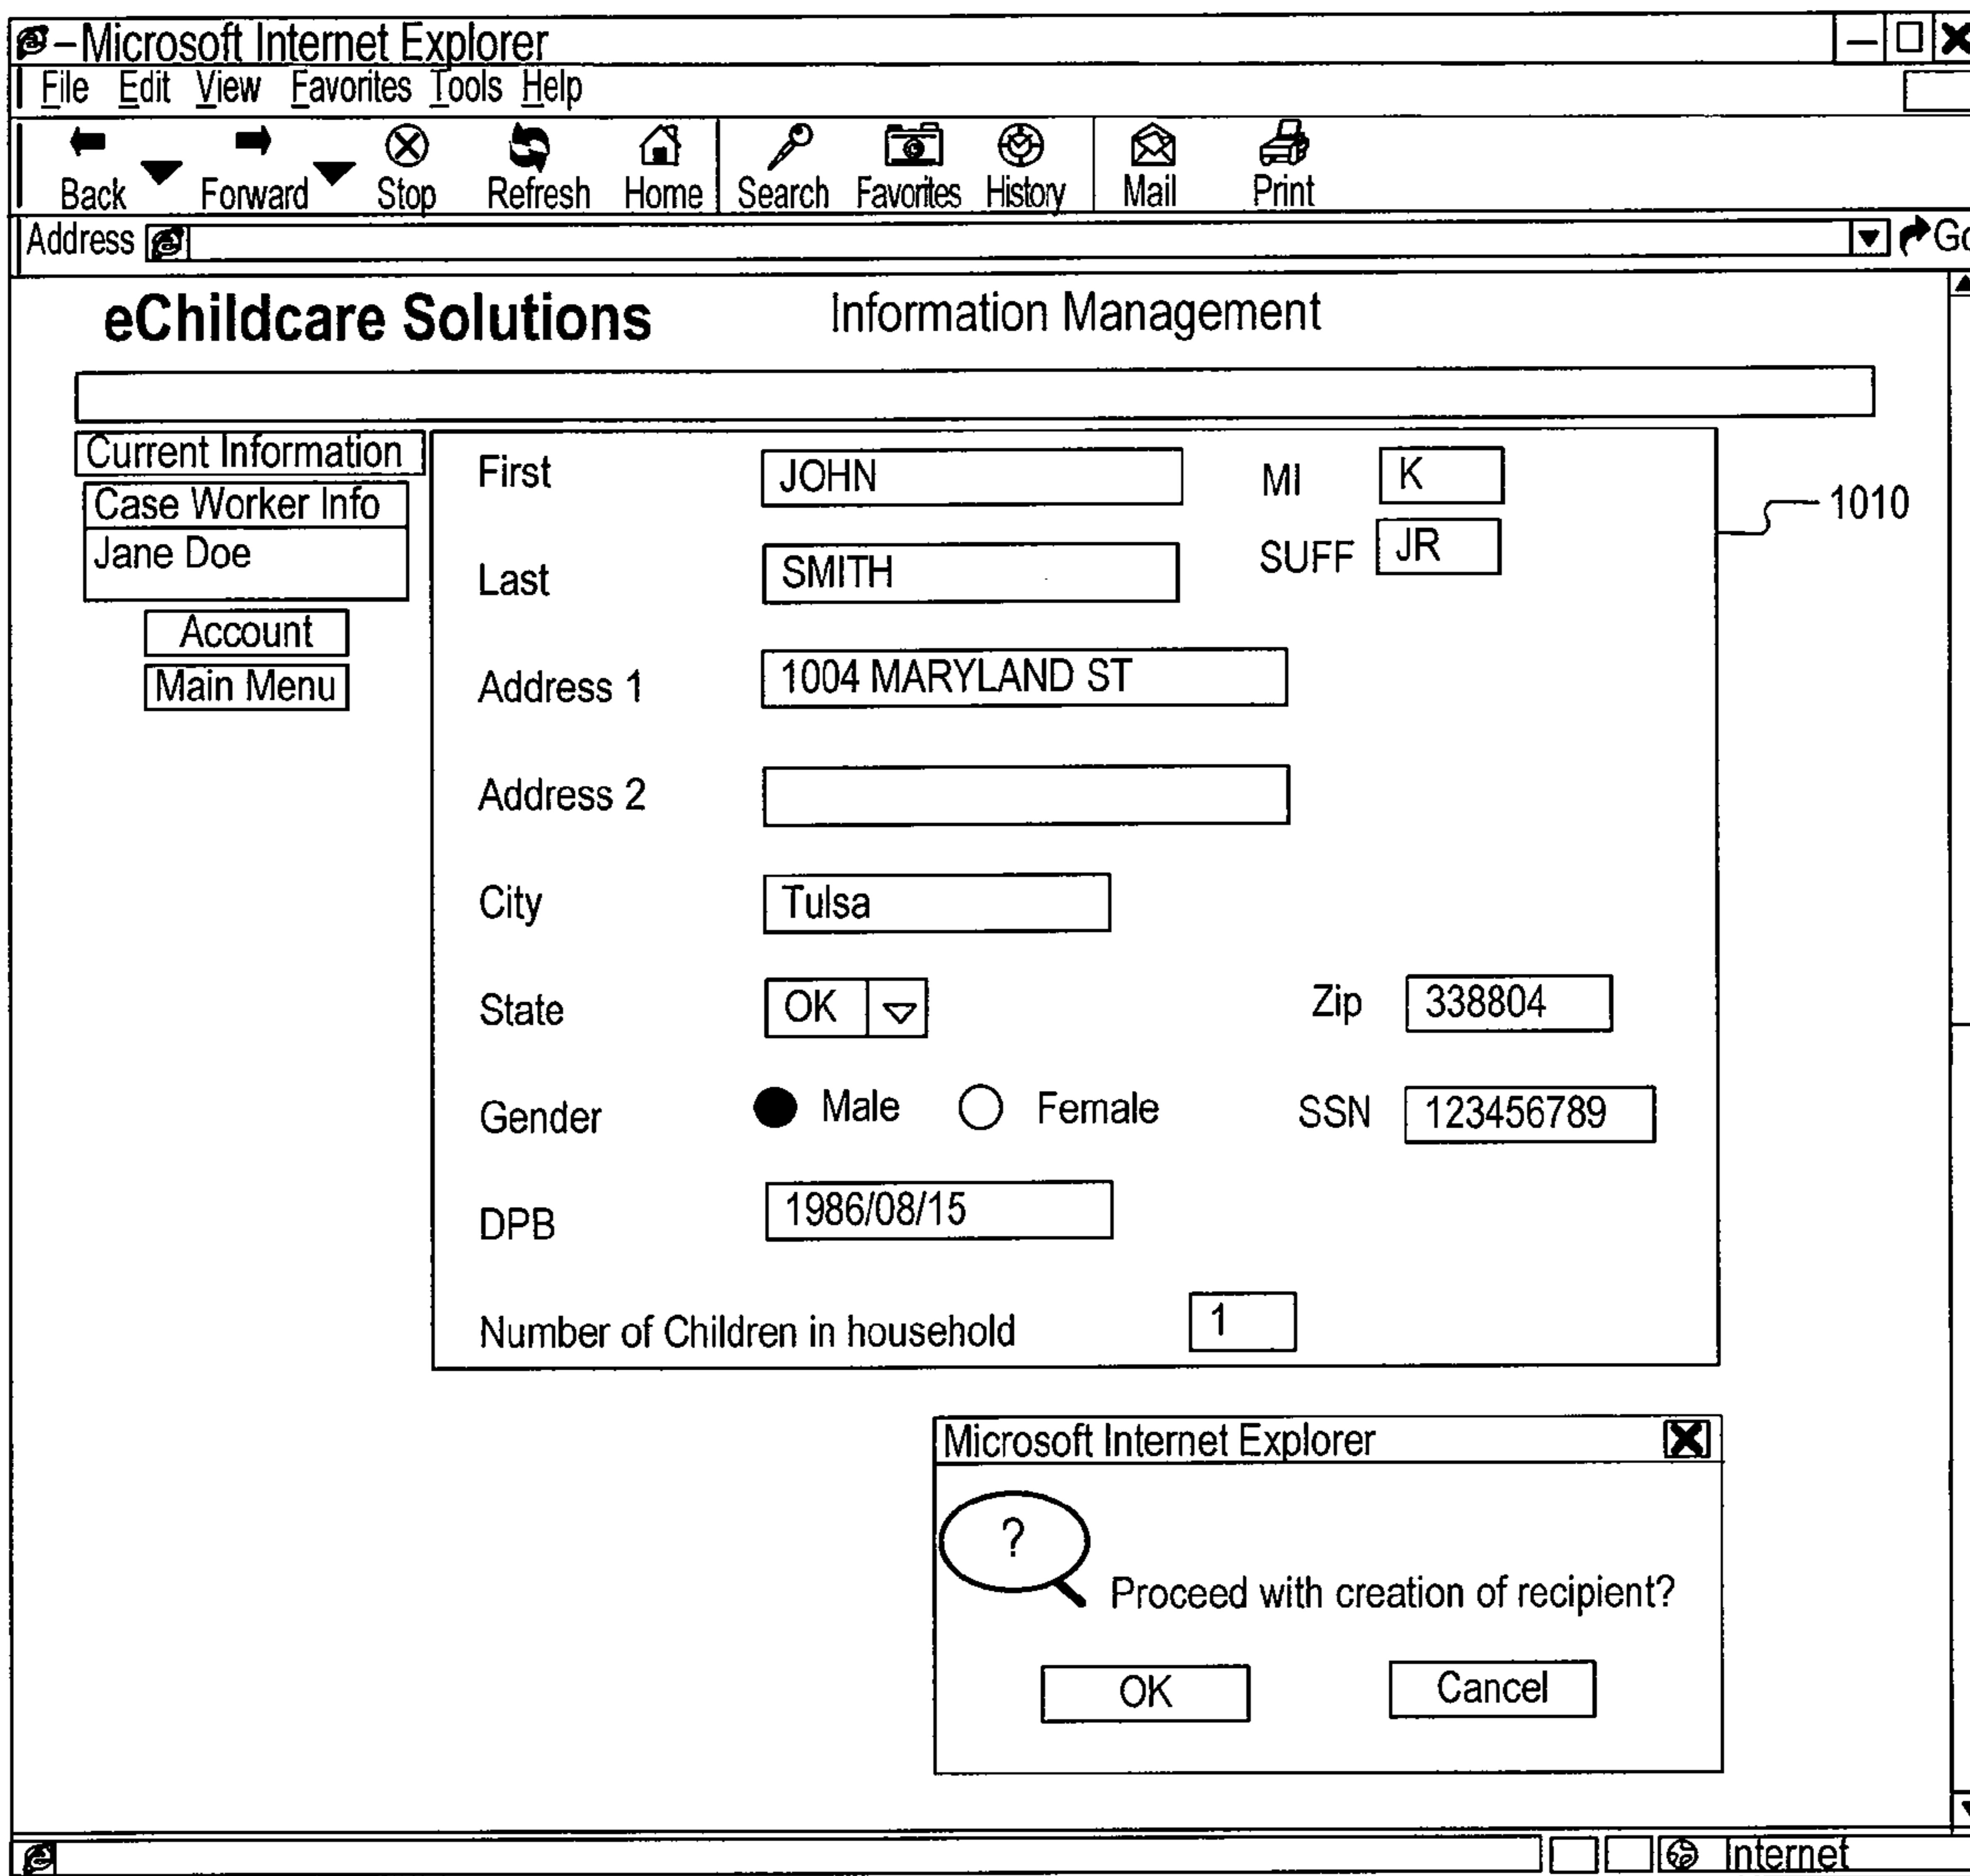 –Microsoft Internet Explorer
File Edit View Favorites Tools Help
Back Forward Stop Refresh Home Search Favorites History Mail Print
Address Go
eChildcare Solutions Information Management
Current Information
Case Worker Info
Jane Doe
Account
Main Menu
First JOHN MI K
1010
Last SMITH SUFF JR
Address 1 1004 MARYLAND ST
Address 2
City Tulsa
State OK Zip 338804
Gender Male Female SSN 123456789
DPB 1986/08/15
Number of Children in household 1
Microsoft Internet Explorer
?
Proceed with creation of recipient?
OK Cancel
Internet